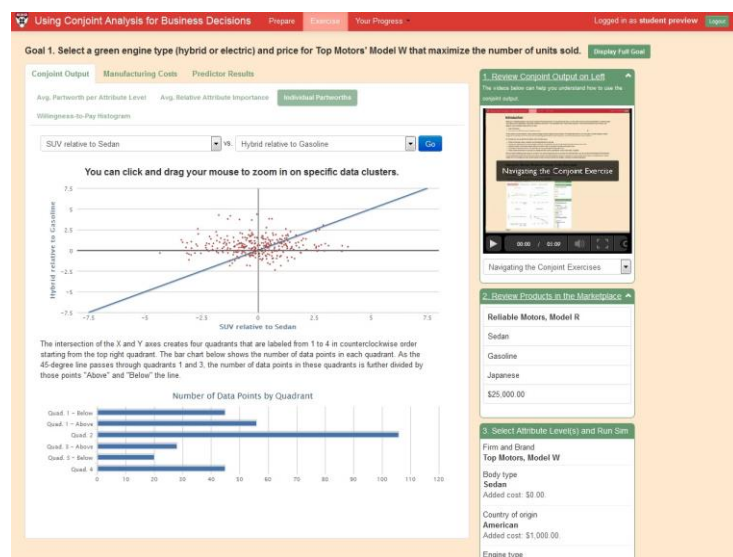 Using Conjoint Analysis for Business Decisions Prepare Exercise Your Progress Logged in as student preview Logout
Goal 1. Select a green engine type (hybrid or electric) and price for Top Motors' Model W that maximize the number of units sold. Display Full Goal
Conjoint Output Manufacturing Costs Predictor Results
Avg. Partworth per Attribute Level Avg. Relative Attribute Importance Individual Partworths
Willingness-to-Pay Histogram
SUV relative to Sedan vs. Hybrid relative to Gasoline Go
You can click and drag your mouse to zoom in on specific data clusters.
Hybrid relative to Gasoline
7.5
5
2.5
0
-2.5
-5
-7.5
-7.5 -5 -2.5 0 2.5 5 7.5
SUV relative to Sedan
The intersection of the X and Y axes creates four quadrants that are labeled from 1 to 4 in counterclockwise order
starting from the top right quadrant. The bar chart below shows the number of data points in each quadrant. As the
45-degree line passes through quadrants 1 and 3, the number of data points in these quadrants is further divided by
those points "Above" and "Below" the line.
Number of Data Points by Quadrant
Quad. 1 - Below
Quad. 1 - Above
Quad. 2
Quad. 3 - Above
Quad. 3 - Below
Quad. 4
0 10 20 30 40 50 60 70 80 90 100 110 120
1. Review Conjoint Output on Left
The videos below can help you understand how to use the
conjoint output.
Introduction
Navigating the Conjoint Exercise
00:00 / 01:09
Navigating the Conjoint Exercises
2. Review Products in the Marketplace
Reliable Motors, Model R
Sedan
Gasoline
Japanese
$25,000.00
3. Select Attribute Level(s) and Run Sim
Firm and Brand
Top Motors, Model W
Body type
Sedan
Added cost: $0.00
Country of origin
American
Added cost: $1,000.00
Engine type